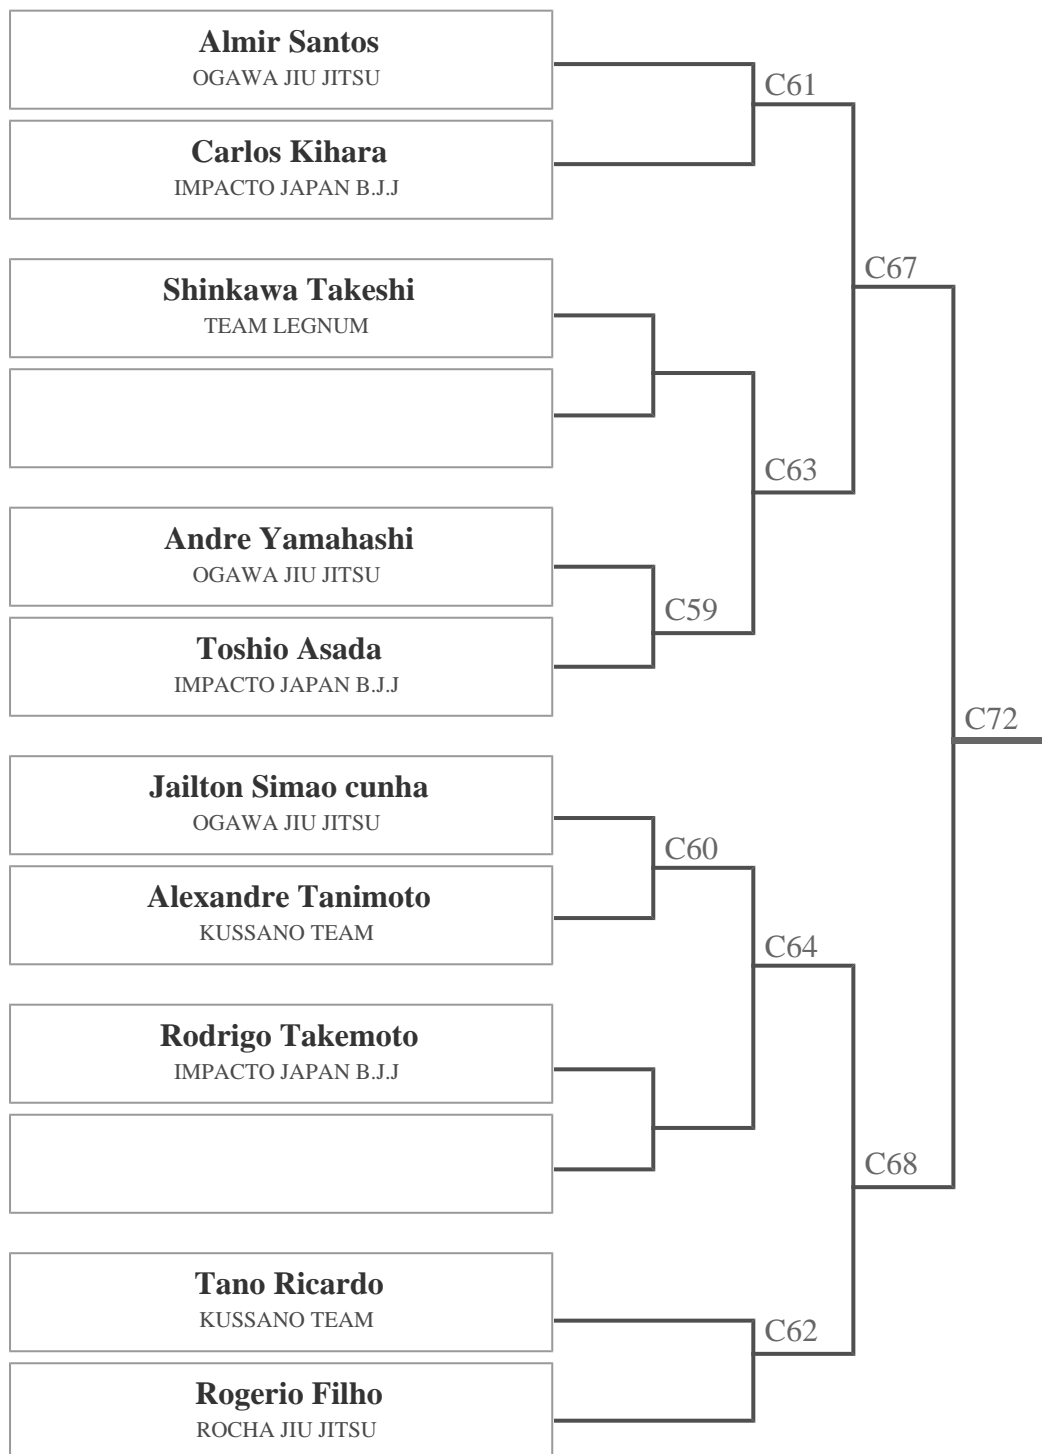 Almir Santos
OGAWA JIU JITSU
C61
Carlos Kihara
IMPACTO JAPAN B.J.J
C67
Shinkawa Takeshi
TEAM LEGNUM
C63
Andre Yamahashi
OGAWA JIU JITSU
C59
Toshio Asada
IMPACTO JAPAN B.J.J
C72
Jailton Simao cunha
OGAWA JIU JITSU
C60
Alexandre Tanimoto
KUSSANO TEAM
C64
Rodrigo Takemoto
IMPACTO JAPAN B.J.J
C68
Tano Ricardo
KUSSANO TEAM
C62
Rogerio Filho
ROCHA JIU JITSU